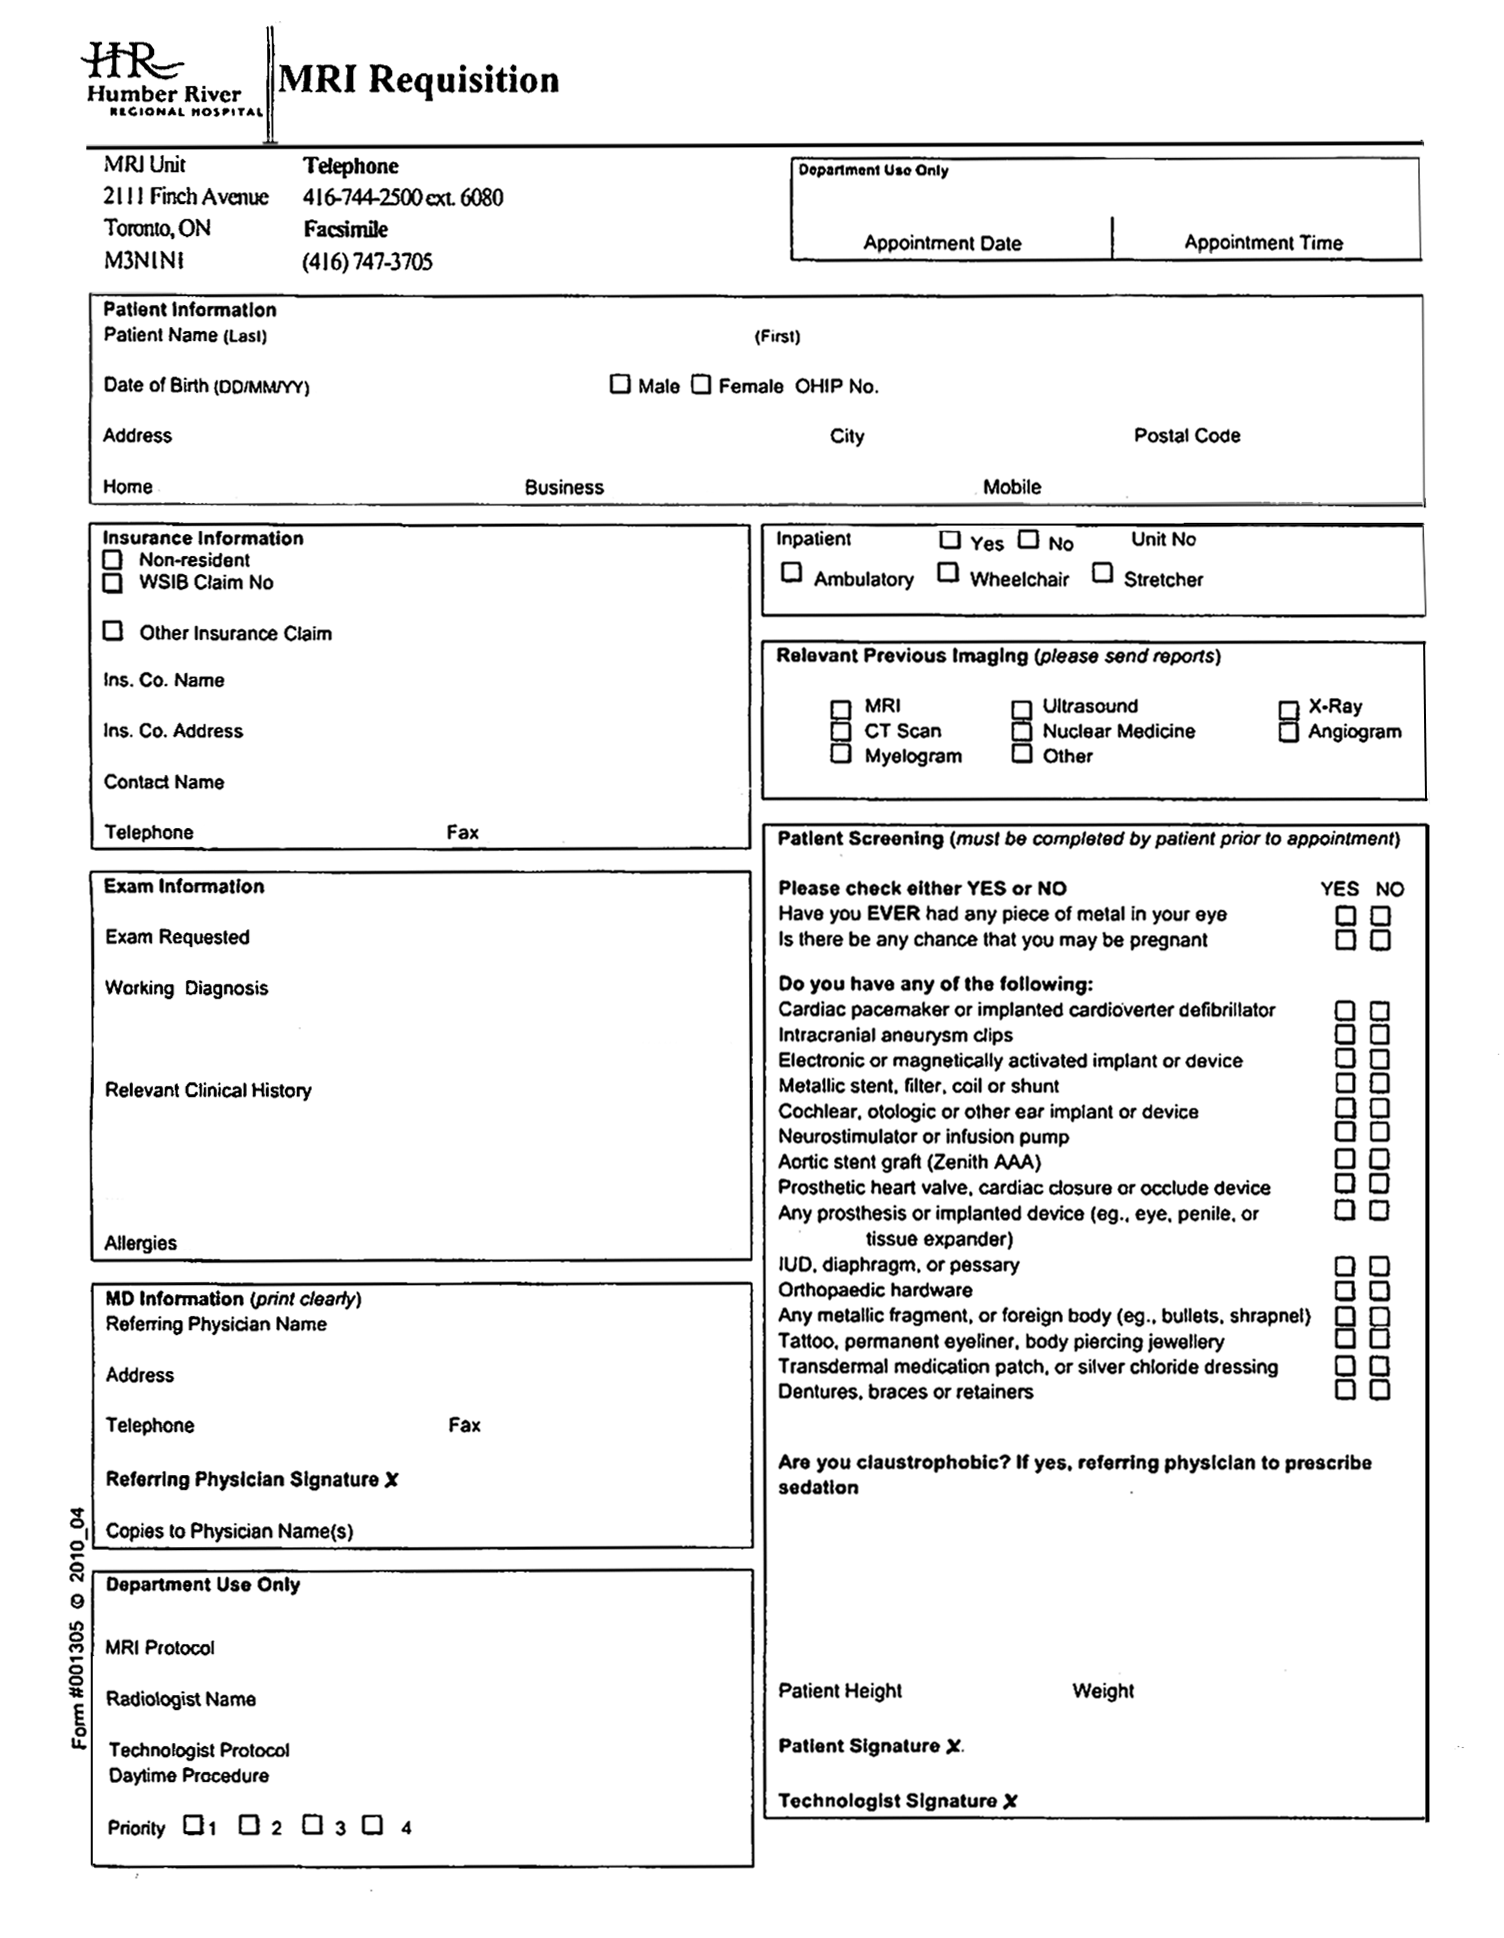 HR
Humber River
REGIONAL HOSPITAL
MRI Requisition
MRI Unit
2111 Finch Avenue
Toronto, ON
M3N1N1
Telephone
416-744-2500 ext. 6080
Facsimile
(416) 747-3705
Department Use Only
Appointment Date Appointment Time
Patient Information
Patient Name (Last) (First)
Date of Birth (DD/MM/YY) Male Female OHIP No.
Address City Postal Code
Home Business Mobile
Insurance Information
Non-resident
WSIB Claim No
Other Insurance Claim
Ins. Co. Name
Ins. Co. Address
Contact Name
Telephone Fax
Inpatient Yes No Unit No
Ambulatory Wheelchair Stretcher
Relevant Previous Imaging (please send reports)
MRI Ultrasound X-Ray
CT Scan Nuclear Medicine Angiogram
Myelogram Other
Exam Information
Exam Requested
Working Diagnosis
Relevant Clinical History
Allergies
MD Information (print clearly)
Referring Physician Name
Address
Telephone Fax
Referring Physician Signature X
Copies to Physician Name(s)
Department Use Only
MRI Protocol
Radiologist Name
Technologist Protocol
Daytime Procedure
Priority 1 2 3 4
Patient Screening (must be completed by patient prior to appointment)
Please check either YES or NO YES NO
Have you EVER had any piece of metal in your eye
Is there be any chance that you may be pregnant
Do you have any of the following:
Cardiac pacemaker or implanted cardioverter defibrillator
Intracranial aneurysm clips
Electronic or magnetically activated implant or device
Metallic stent, filter, coil or shunt
Cochlear, otologic or other ear implant or device
Neurostimulator or infusion pump
Aortic stent graft (Zenith AAA)
Prosthetic heart valve, cardiac closure or occlude device
Any prosthesis or implanted device (eg., eye, penile, or
tissue expander)
IUD, diaphragm, or pessary
Orthopaedic hardware
Any metallic fragment, or foreign body (eg., bullets, shrapnel)
Tattoo, permanent eyeliner, body piercing jewellery
Transdermal medication patch, or silver chloride dressing
Dentures, braces or retainers
Are you claustrophobic? If yes, referring physician to prescribe
sedation
Patient Height Weight
Patient Signature X.
Technologist Signature X
Form #001305 © 2010_04